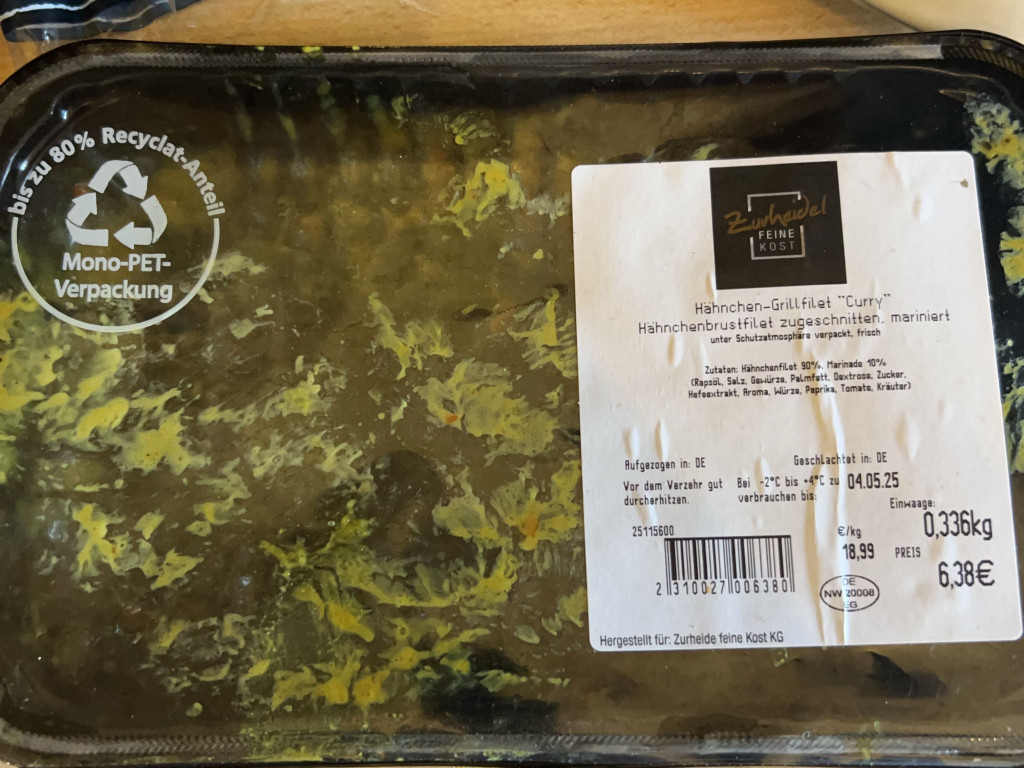 bis zu 80% Recyclat-Anteil
Mono-PET-
Verpackung
Zurheide!
FEINE
KOST
Hähnchen-Grillfilet "Curry"
Hähnchenbrustfilet zugeschnitten, mariniert
unter Schutzatmosphäre verpackt, frisch
Zutaten: Hähnchenfilet 90%, Marinade 10%
(Rapsöl, Salz, Gewürze, Palmfett, Dextrose, Zucker,
Hefeextrakt, Aroma, Würze, Paprika, Tomate, Kräuter)
Aufgezogen in: DE
Geschlachtet in: DE
Vor dem Verzehr gut
durcherhitzen.
Bei -2°C bis +4°C zu
verbrauchen bis:
04.05.25
Einwaage:
0,336kg
25115600
€/kg
18,99
PREIS
6,38€
2 310027 006380
DE
NW 20008
EG
Hergestellt für: Zurheide feine Kost KG